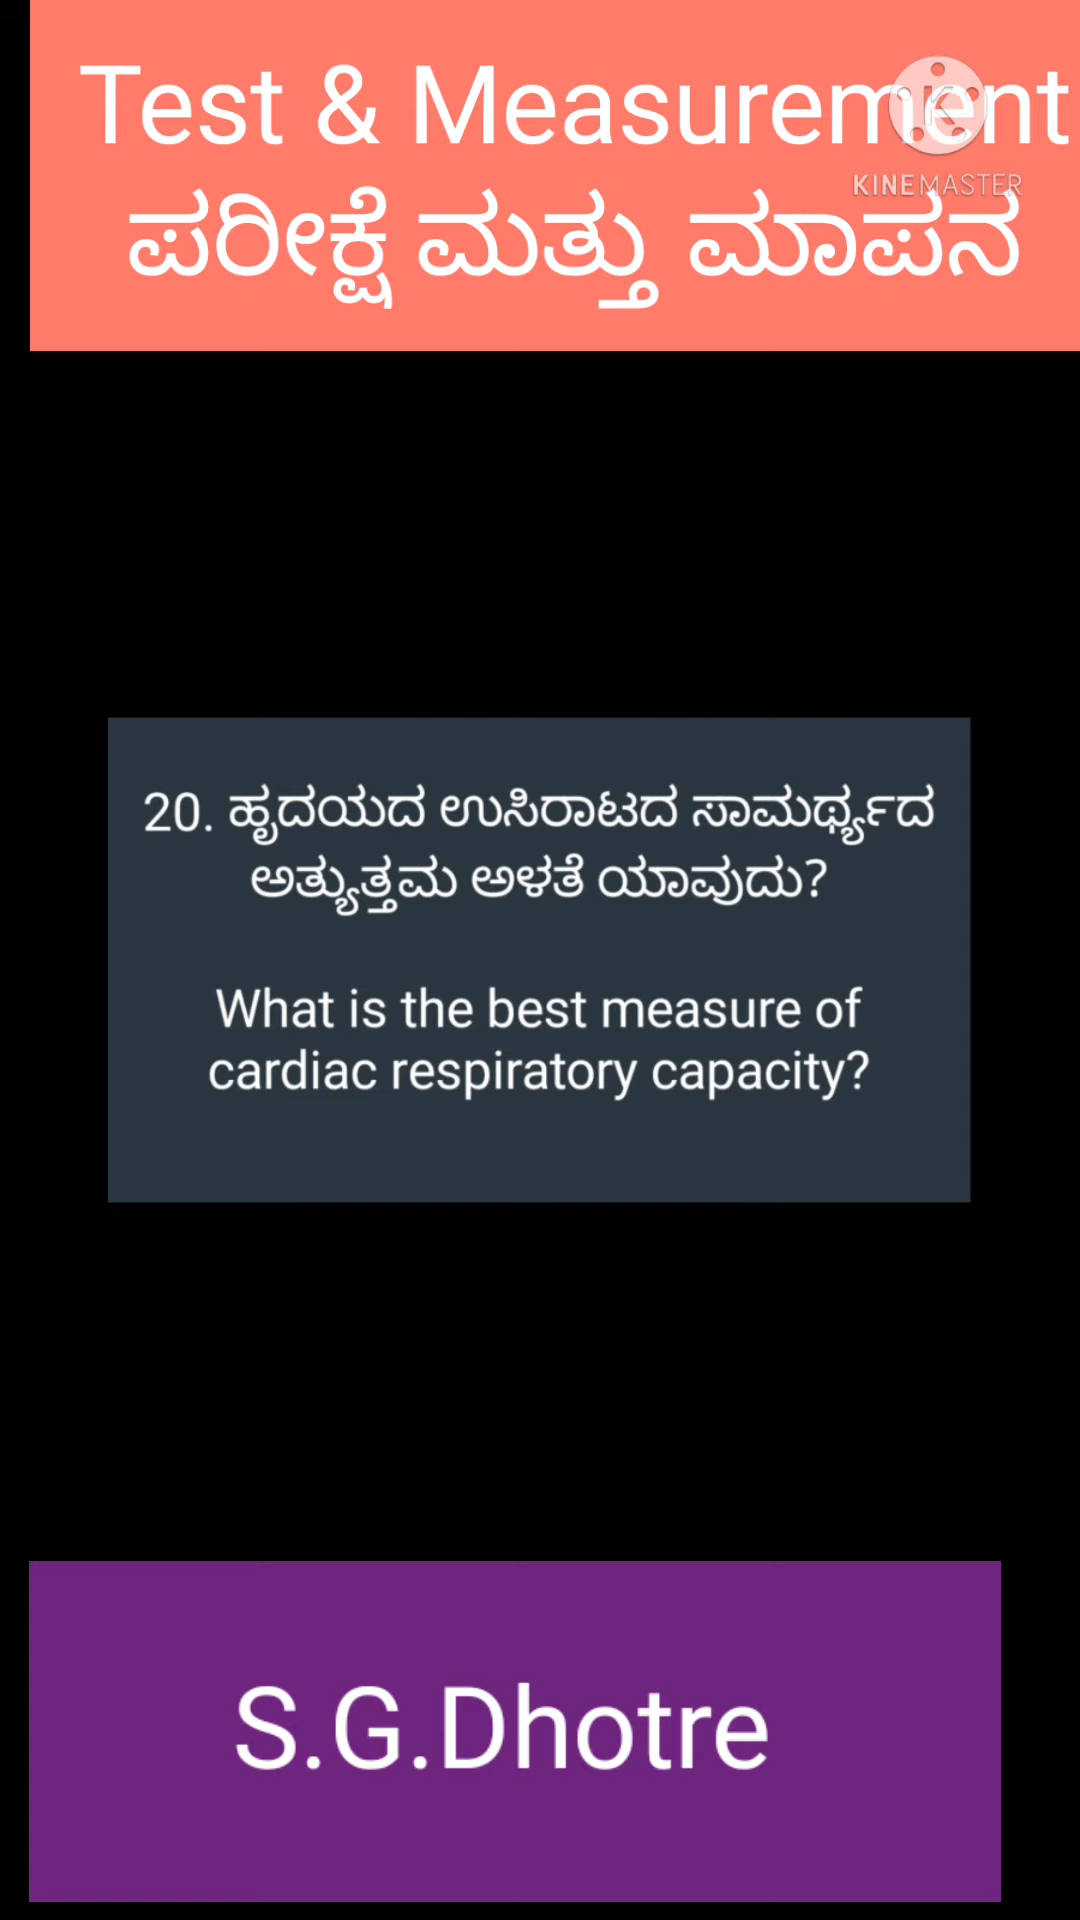 Test & Measurement
KINEMASTER
ಪರೀಕ್ಷೆ ಮತ್ತು ಮಾಪನ
20. ಹೃದಯದ ಉಸಿರಾಟದ ಸಾಮರ್ಥ್ಯದ
ಅತ್ಯುತ್ತಮ ಅಳತೆ ಯಾವುದು?
What is the best measure of
cardiac respiratory capacity?
S.G.Dhotre